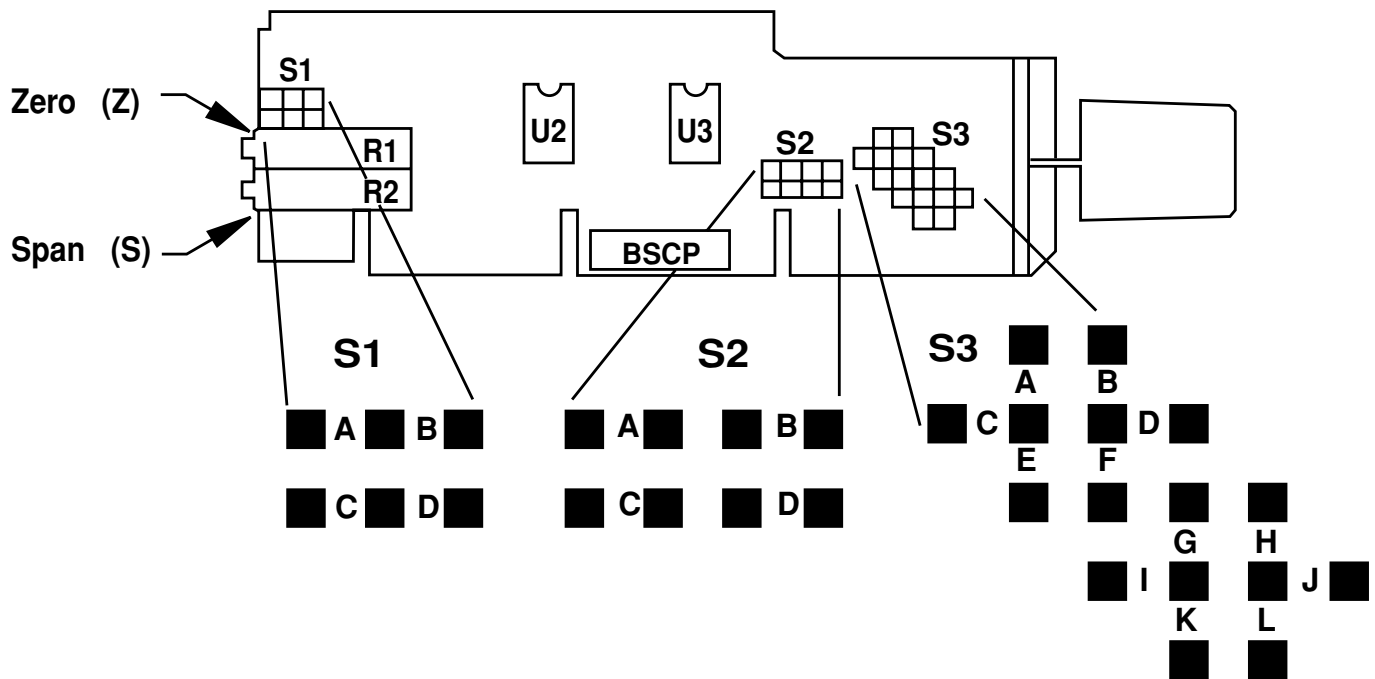 S1
Zero (Z)
R1
U2
U3
S2
S3
R2
Span (S)
BSCP
S1
S2
S3
A B
A B
A B
C D
E F
C D
C D
G H
I J
K L